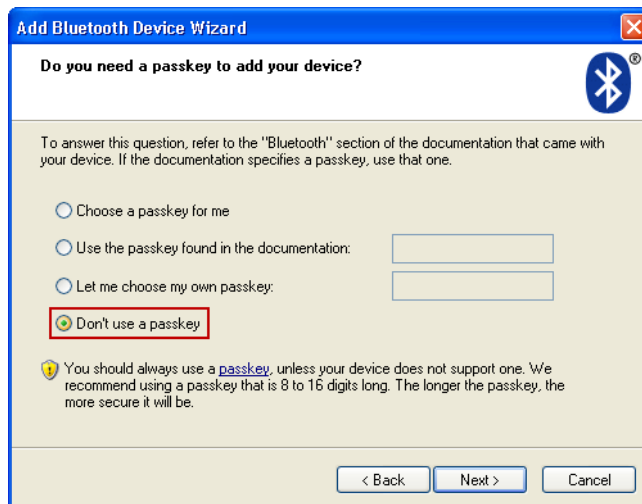 Add Bluetooth Device Wizard
Do you need a passkey to add your device?
®
To answer this question, refer to the "Bluetooth" section of the documentation that came with
your device. If the documentation specifies a passkey, use that one.
Choose a passkey for me
Use the passkey found in the documentation:
Let me choose my own passkey:
Don't use a passkey
You should always use a passkey, unless your device does not support one. We
recommend using a passkey that is 8 to 16 digits long. The longer the passkey, the
more secure it will be.
< Back Next > Cancel